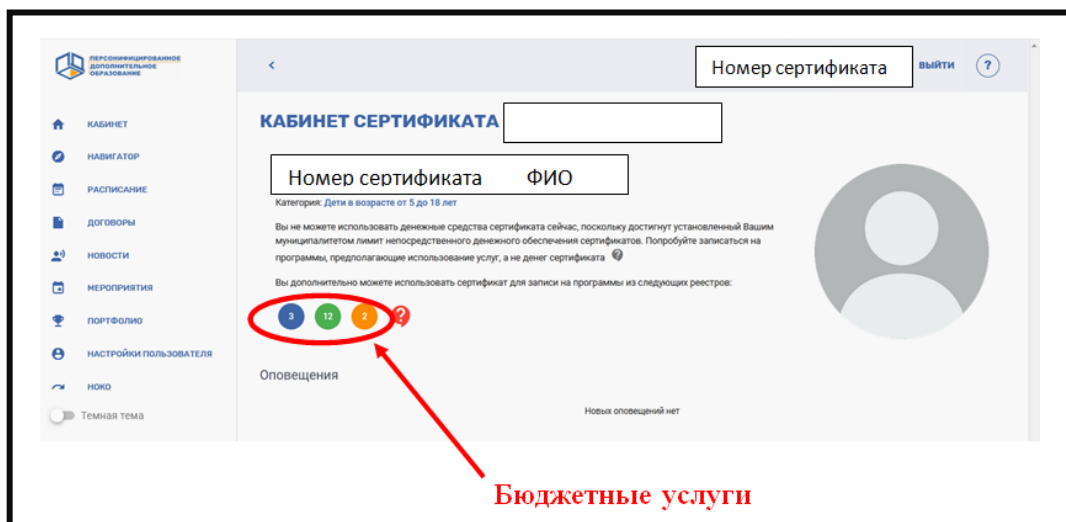 ПЕРСОНИФИЦИРОВАННОЕ
ДОПОЛНИТЕЛЬНОЕ
ОБРАЗОВАНИЕ
Номер сертификата
ВЫЙТИ
?
КАБИНЕТ
НАВИГАТОР
РАСПИСАНИЕ
ДОГОВОРЫ
НОВОСТИ
МЕРОПРИЯТИЯ
ПОРТФОЛИО
НАСТРОЙКИ ПОЛЬЗОВАТЕЛЯ
НОКО
Темная тема
КАБИНЕТ СЕРТИФИКАТА
Номер сертификата ФИО
Категория: Дети в возрасте от 5 до 18 лет
Вы не можете использовать денежные средства сертификата сейчас, поскольку достигнут установленный Вашим
муниципалитетом лимит непосредственного денежного обеспечения сертификатов. Попробуйте записаться на
программы, предполагающие использование услуг, а не денег сертификата ?
Вы дополнительно можете использовать сертификат для записи на программы из следующих реестров:
3 12 2 ?
Оповещения
Новых оповещений нет
Бюджетные услуги